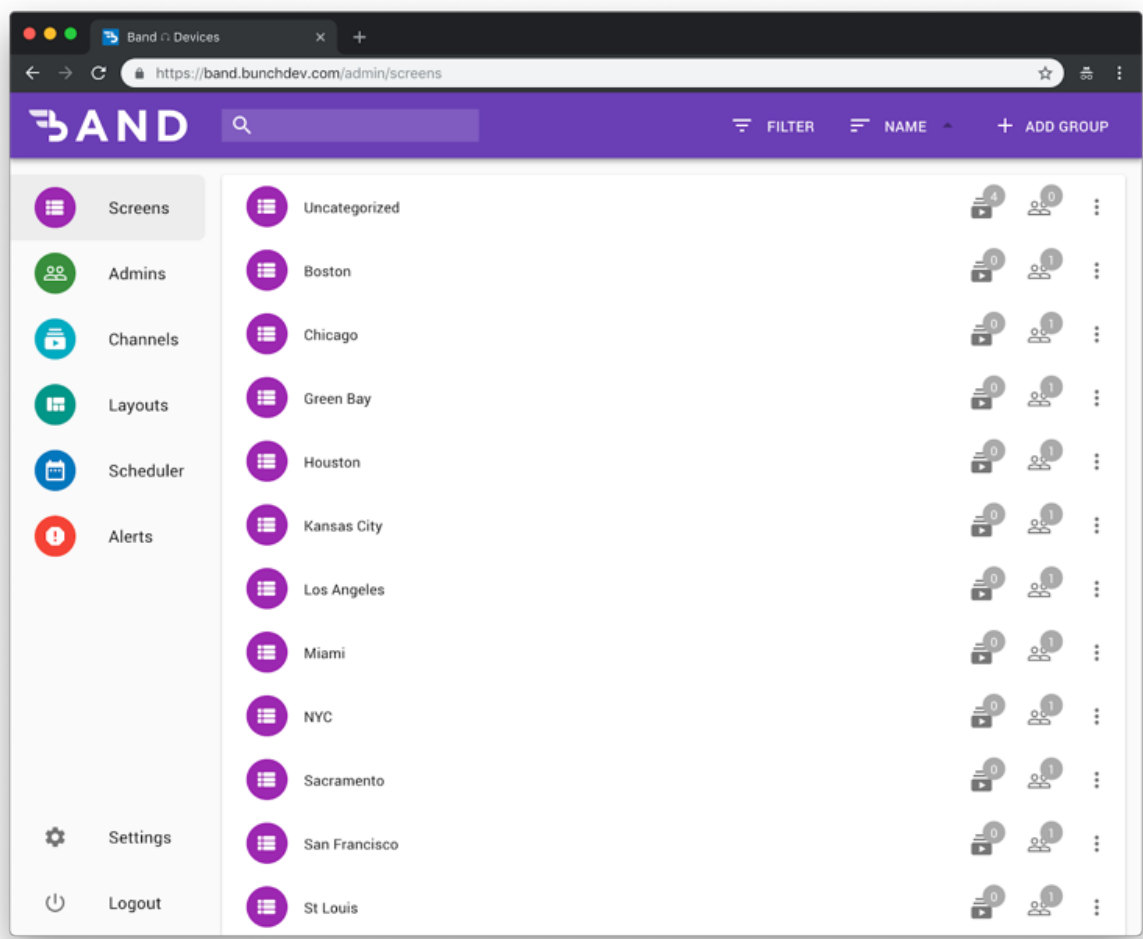 Band ∩ Devices
https://band.bunchdev.com/admin/screens
BAND
FILTER
NAME
ADD GROUP
Screens
Admins
Channels
Layouts
Scheduler
Alerts
Settings
Logout
Uncategorized 4 0
Boston 0 1
Chicago 0 1
Green Bay 0 1
Houston 0 1
Kansas City 0 1
Los Angeles 0 1
Miami 0 1
NYC 0 1
Sacramento 0 1
San Francisco 0 1
St Louis 0 1